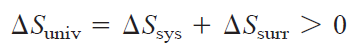 ΔS_univ = ΔS_sys + ΔS_surr > 0